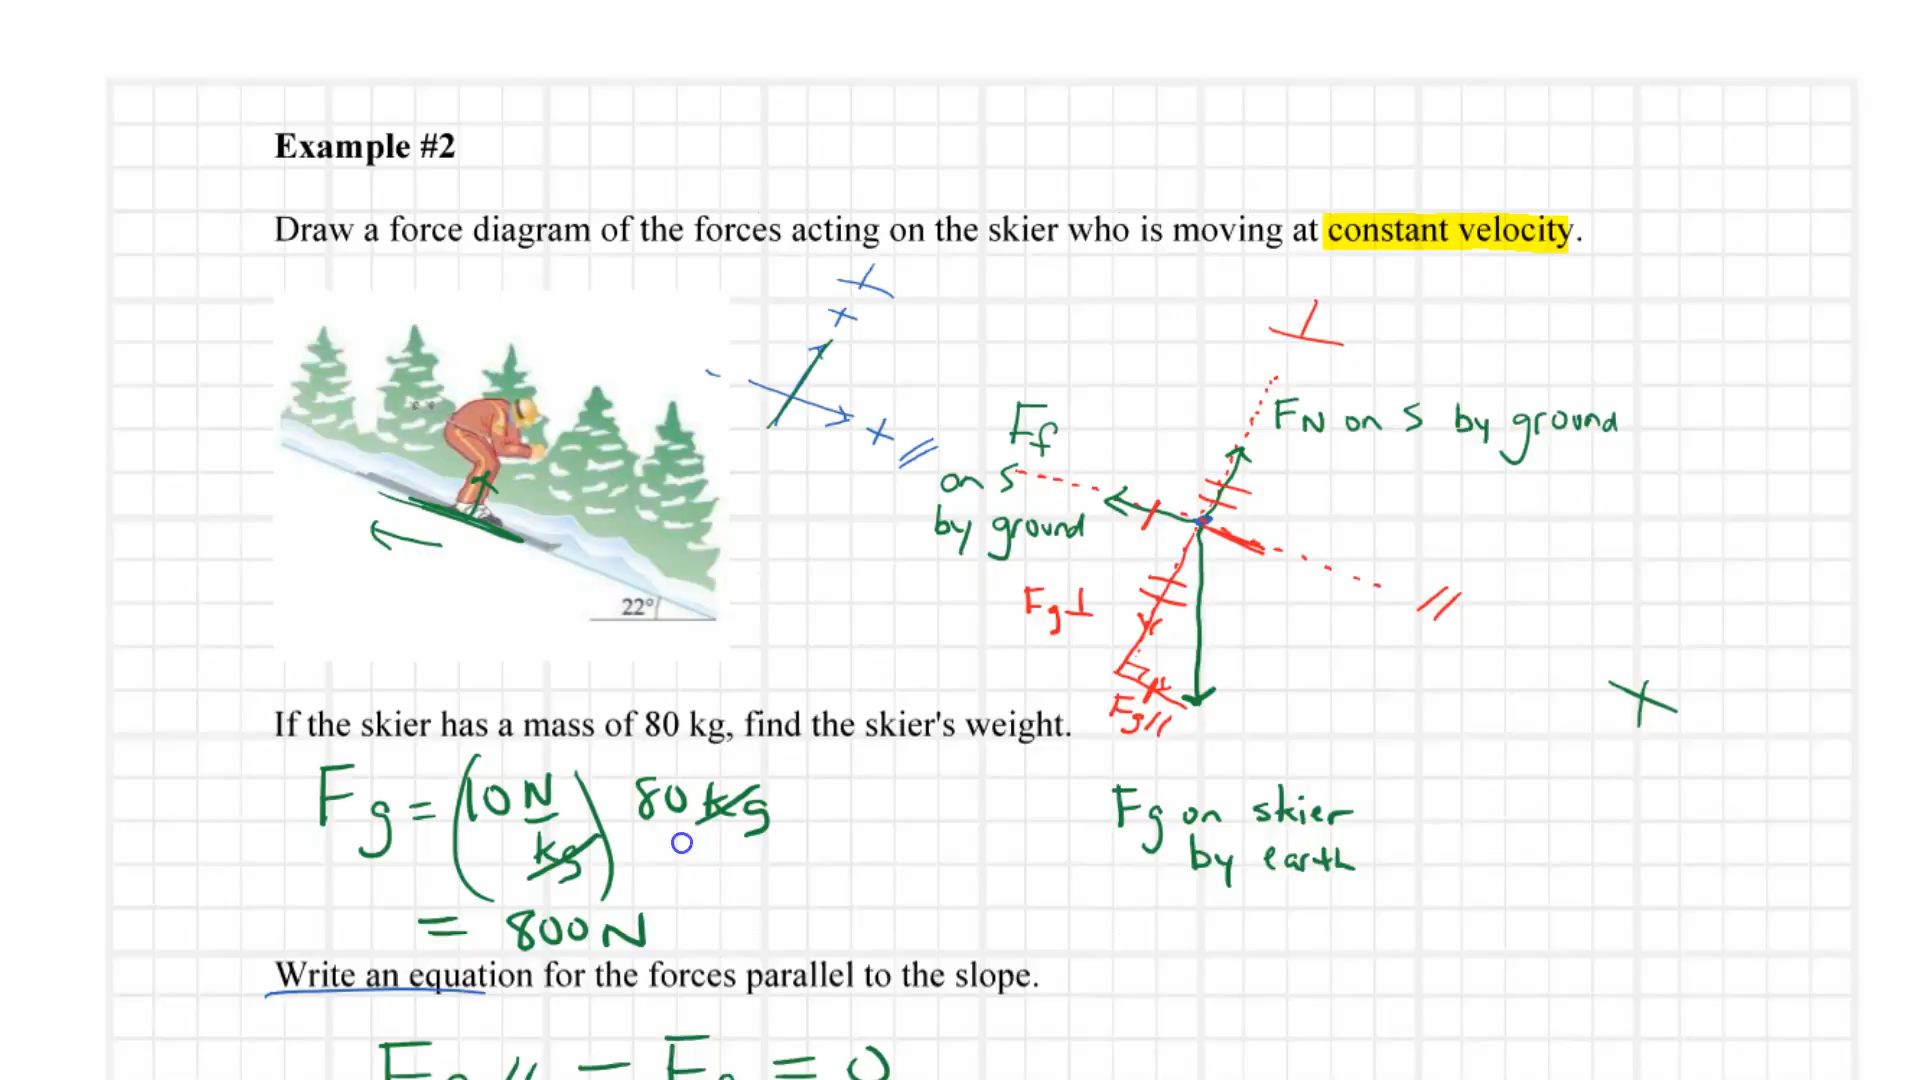 Example #2
Draw a force diagram of the forces acting on the skier who is moving at constant velocity.
⊥
+
+ //
⊥
Ff
on S
by ground
FN on S by ground
//
Fg⊥
Fg//
22°
If the skier has a mass of 80 kg, find the skier's weight.
Fg = (10 N/kg) 80 kg
= 800 N
Fg on skier
by earth
Write an equation for the forces parallel to the slope.
Fg // - Ff = 0